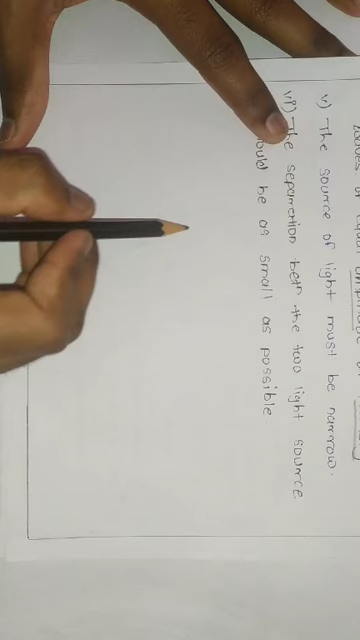 v) The source of light must be narrow.
vi) The separation betn the two light source
ould be as small as possible